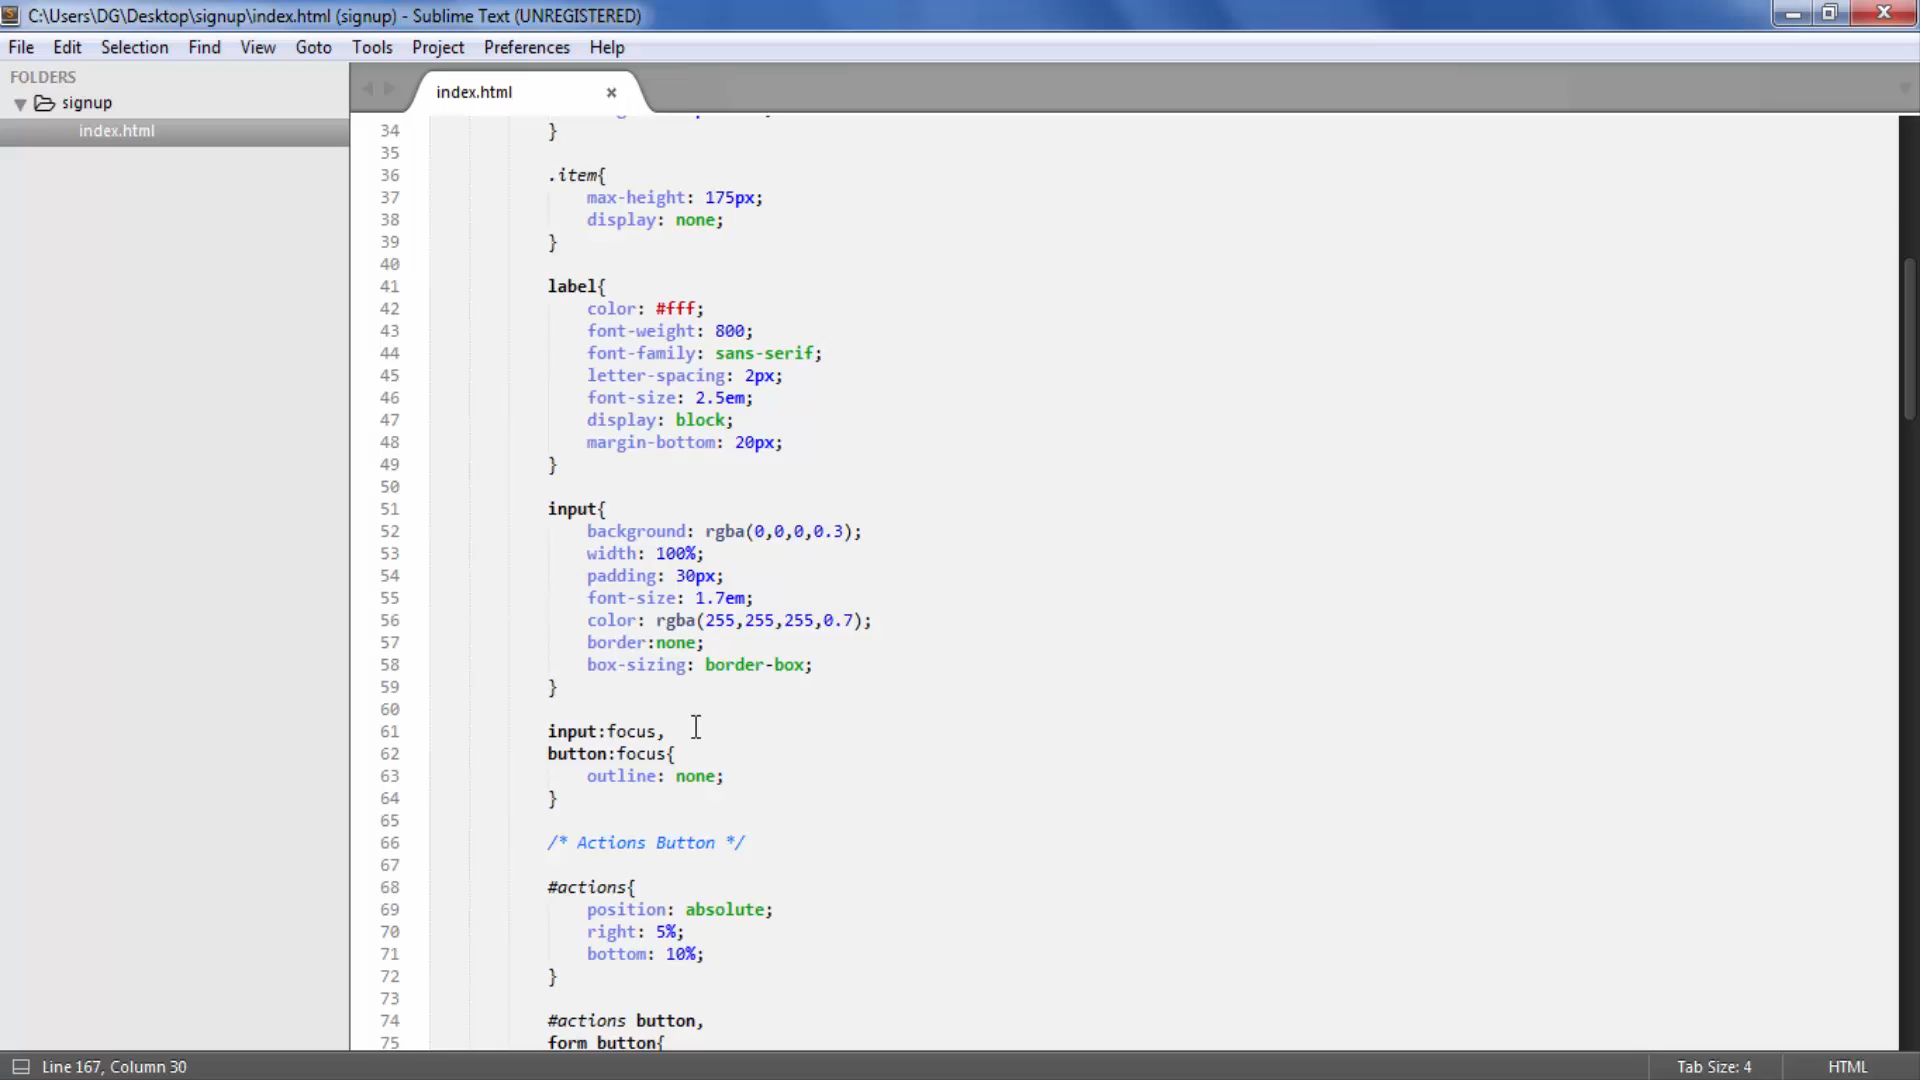 C:\Users\DG\Desktop\signup\index.html (signup) - Sublime Text (UNREGISTERED)
File Edit Selection Find View Goto Tools Project Preferences Help
FOLDERS
signup
index.html
index.html
34 }
35
36 .item{
37 max-height: 175px;
38 display: none;
39 }
40
41 label{
42 color: #fff;
43 font-weight: 800;
44 font-family: sans-serif;
45 letter-spacing: 2px;
46 font-size: 2.5em;
47 display: block;
48 margin-bottom: 20px;
49 }
50
51 input{
52 background: rgba(0,0,0,0.3);
53 width: 100%;
54 padding: 30px;
55 font-size: 1.7em;
56 color: rgba(255,255,255,0.7);
57 border:none;
58 box-sizing: border-box;
59 }
60
61 input:focus,
62 button:focus{
63 outline: none;
64 }
65
66 /* Actions Button */
67
68 #actions{
69 position: absolute;
70 right: 5%;
71 bottom: 10%;
72 }
73
74 #actions button,
75 form button{
Line 167, Column 30
Tab Size: 4
HTML